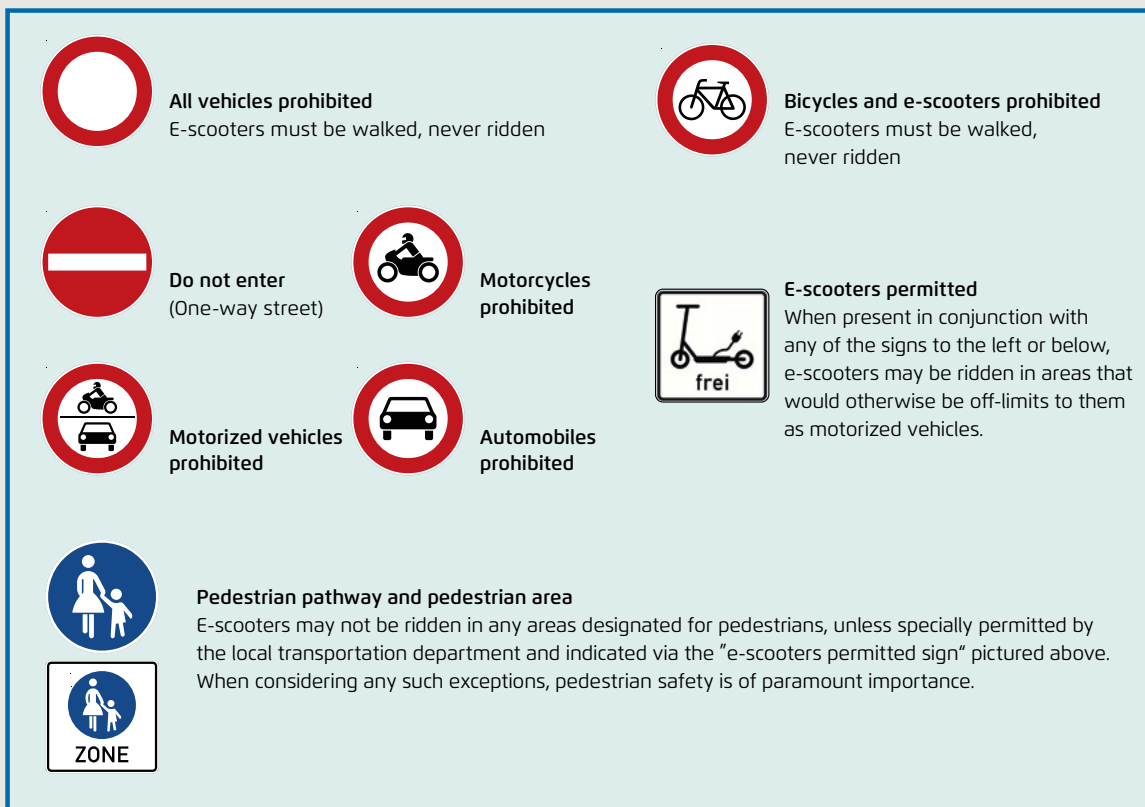 All vehicles prohibited
E-scooters must be walked, never ridden
Bicycles and e-scooters prohibited
E-scooters must be walked,
never ridden
Do not enter
(One-way street)
Motorcycles
prohibited
E-scooters permitted
When present in conjunction with
any of the signs to the left or below,
e-scooters may be ridden in areas that
would otherwise be off-limits to them
as motorized vehicles.
frei
Motorized vehicles
prohibited
Automobiles
prohibited
Pedestrian pathway and pedestrian area
E-scooters may not be ridden in any areas designated for pedestrians, unless specially permitted by
the local transportation department and indicated via the "e-scooters permitted sign“ pictured above.
When considering any such exceptions, pedestrian safety is of paramount importance.
ZONE